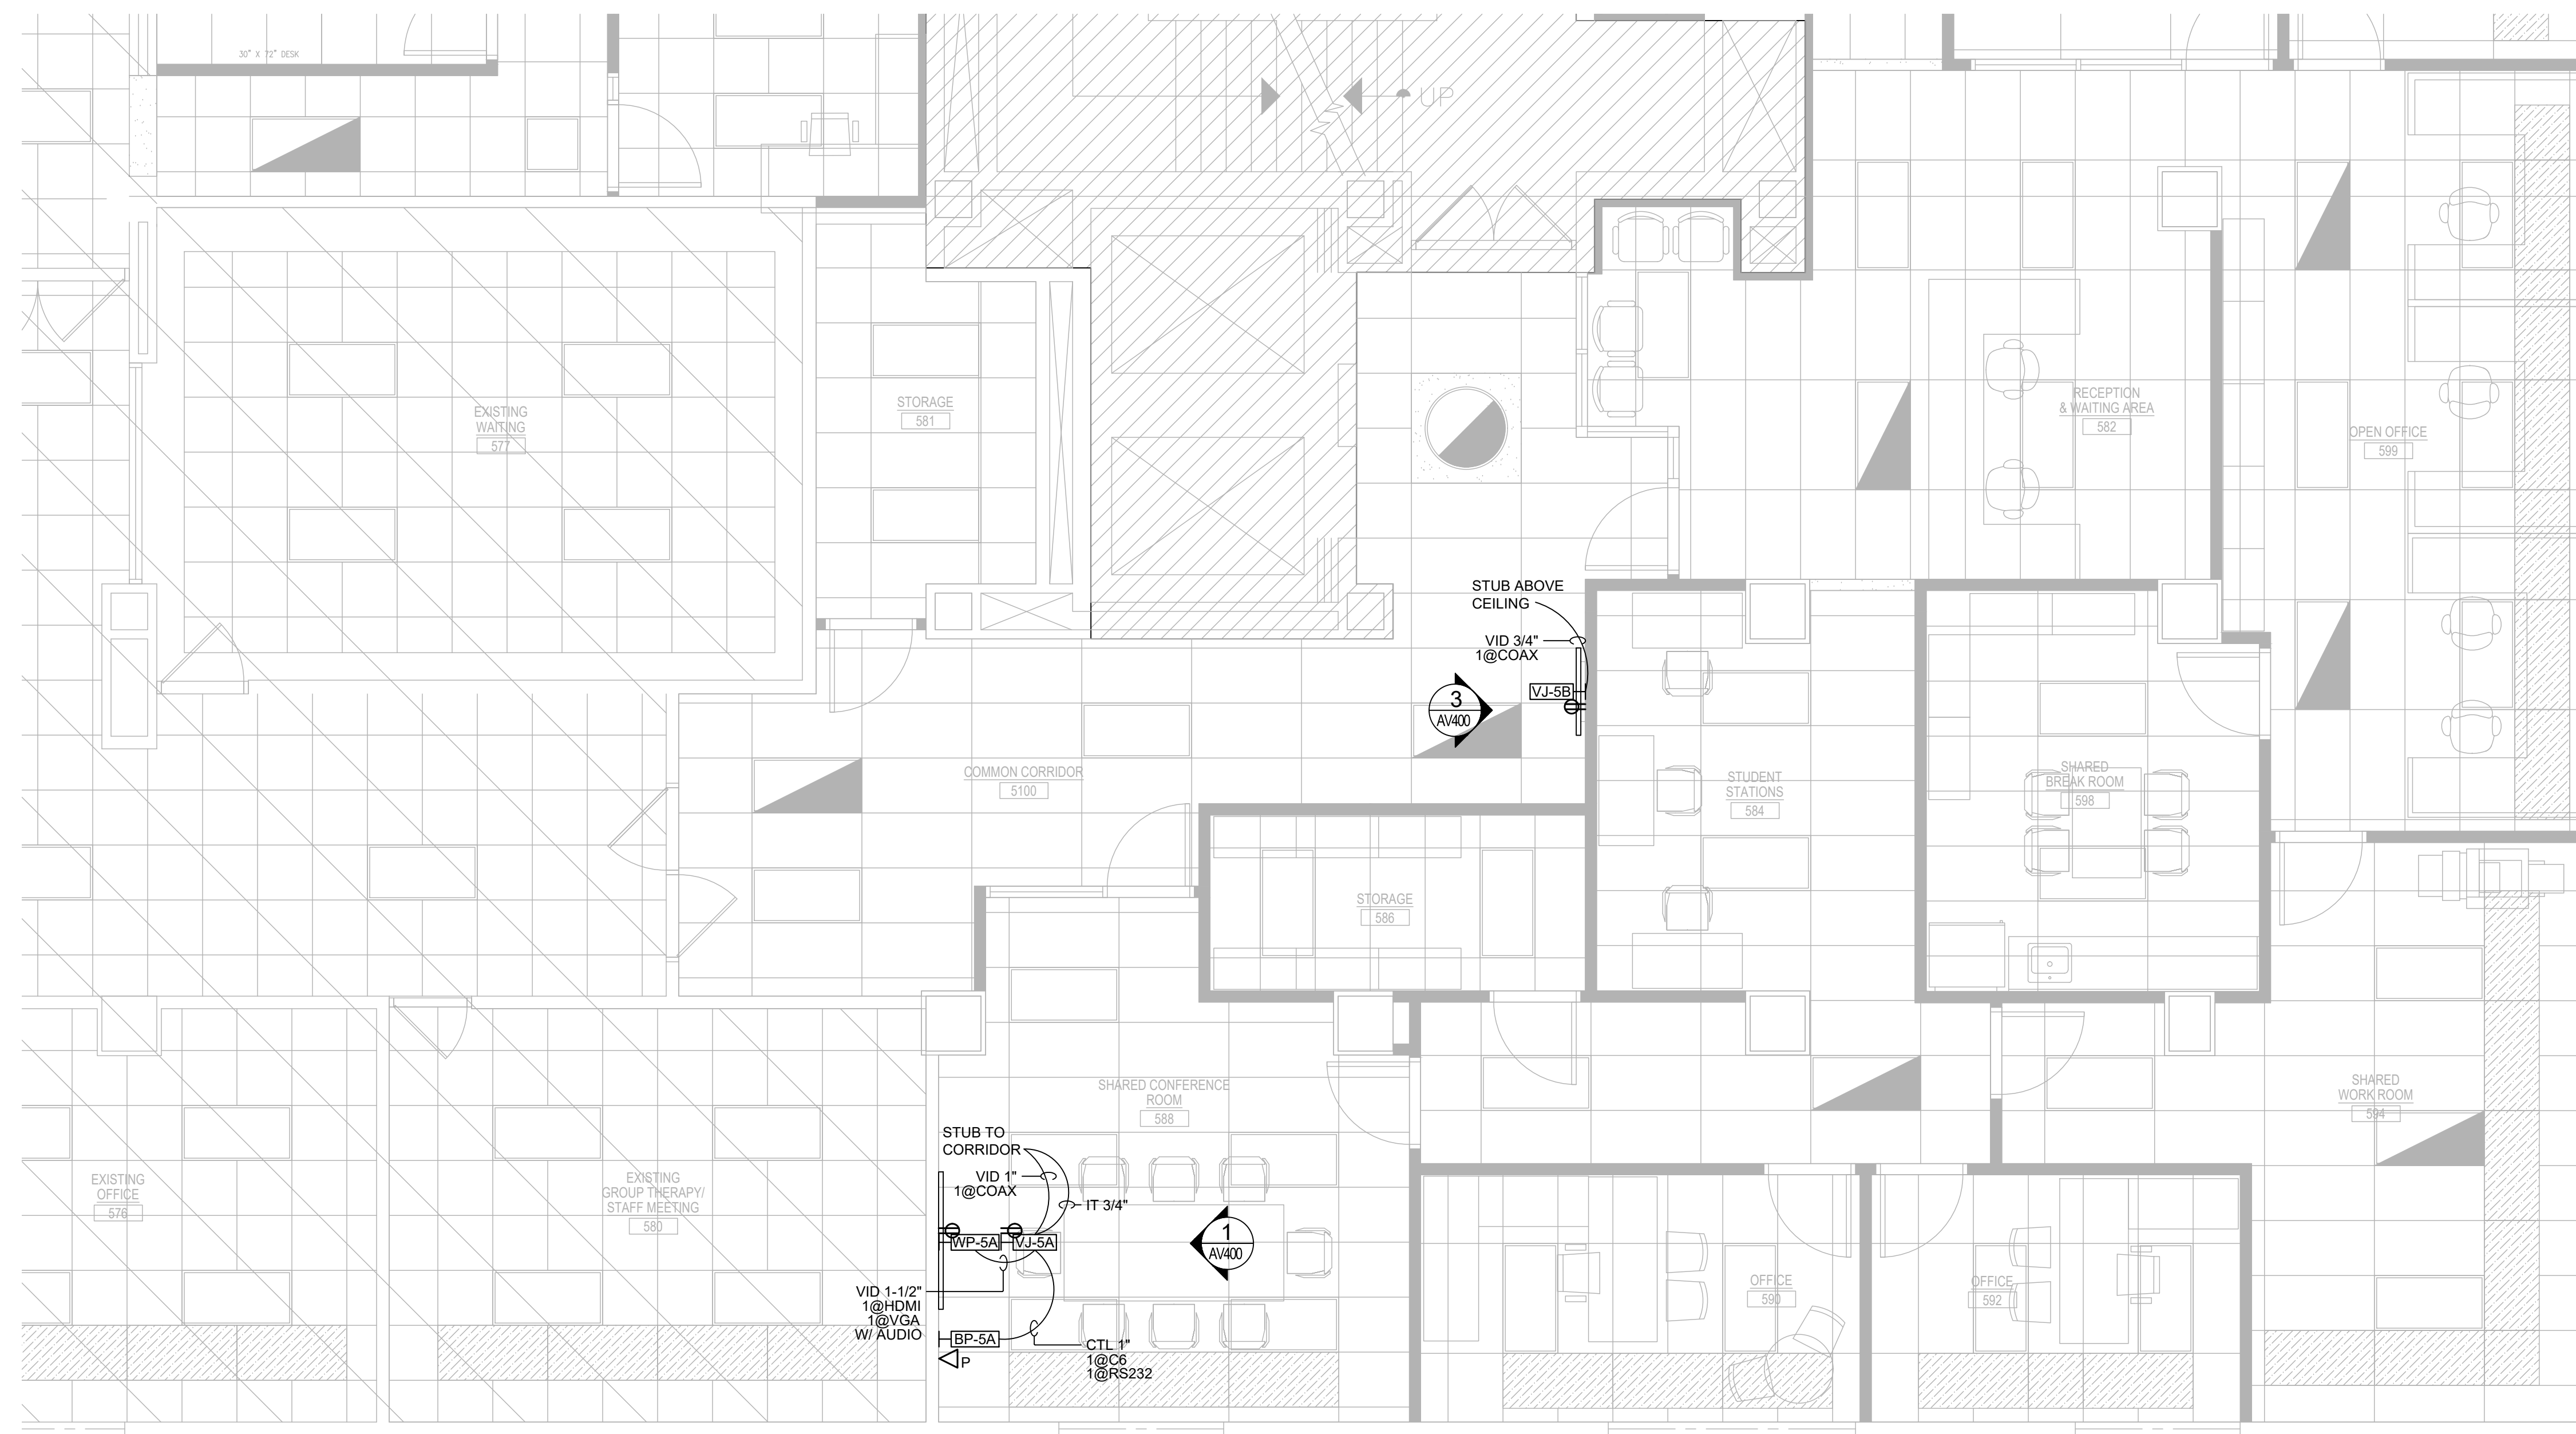 30" X 72" DESK
UP
EXISTING
WAITING
577
STORAGE
581
RECEPTION
& WAITING AREA
582
OPEN OFFICE
599
STUB ABOVE
CEILING
VID 3/4"
1@COAX
VJ-5B
3
AV400
COMMON CORRIDOR
5100
STUDENT
STATIONS
584
SHARED
BREAK ROOM
598
STORAGE
586
SHARED CONFERENCE
ROOM
588
SHARED
WORK ROOM
594
STUB TO
CORRIDOR
VID 1"
1@COAX
IT 3/4"
EXISTING
OFFICE
576
EXISTING
GROUP THERAPY/
STAFF MEETING
580
WP-5A
VJ-5A
1
AV400
VID 1-1/2"
1@HDMI
1@VGA
W/ AUDIO
BP-5A
P
CTL 1"
1@C6
1@RS232
OFFICE
590
OFFICE
592